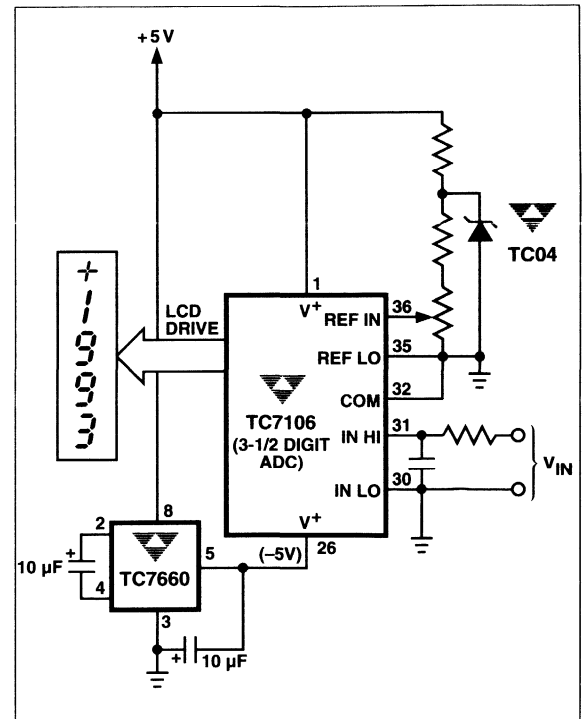 +5 V
TC04
1
V+
36
REF IN
LCD
DRIVE
35
REF LO
+1993
32
COM
TC7106
(3-1/2 DIGIT
ADC)
31
IN HI
VIN
30
IN LO
V+
8
2
5
(–5V)
26
10 µF
+
TC7660
4
3
+
10 µF